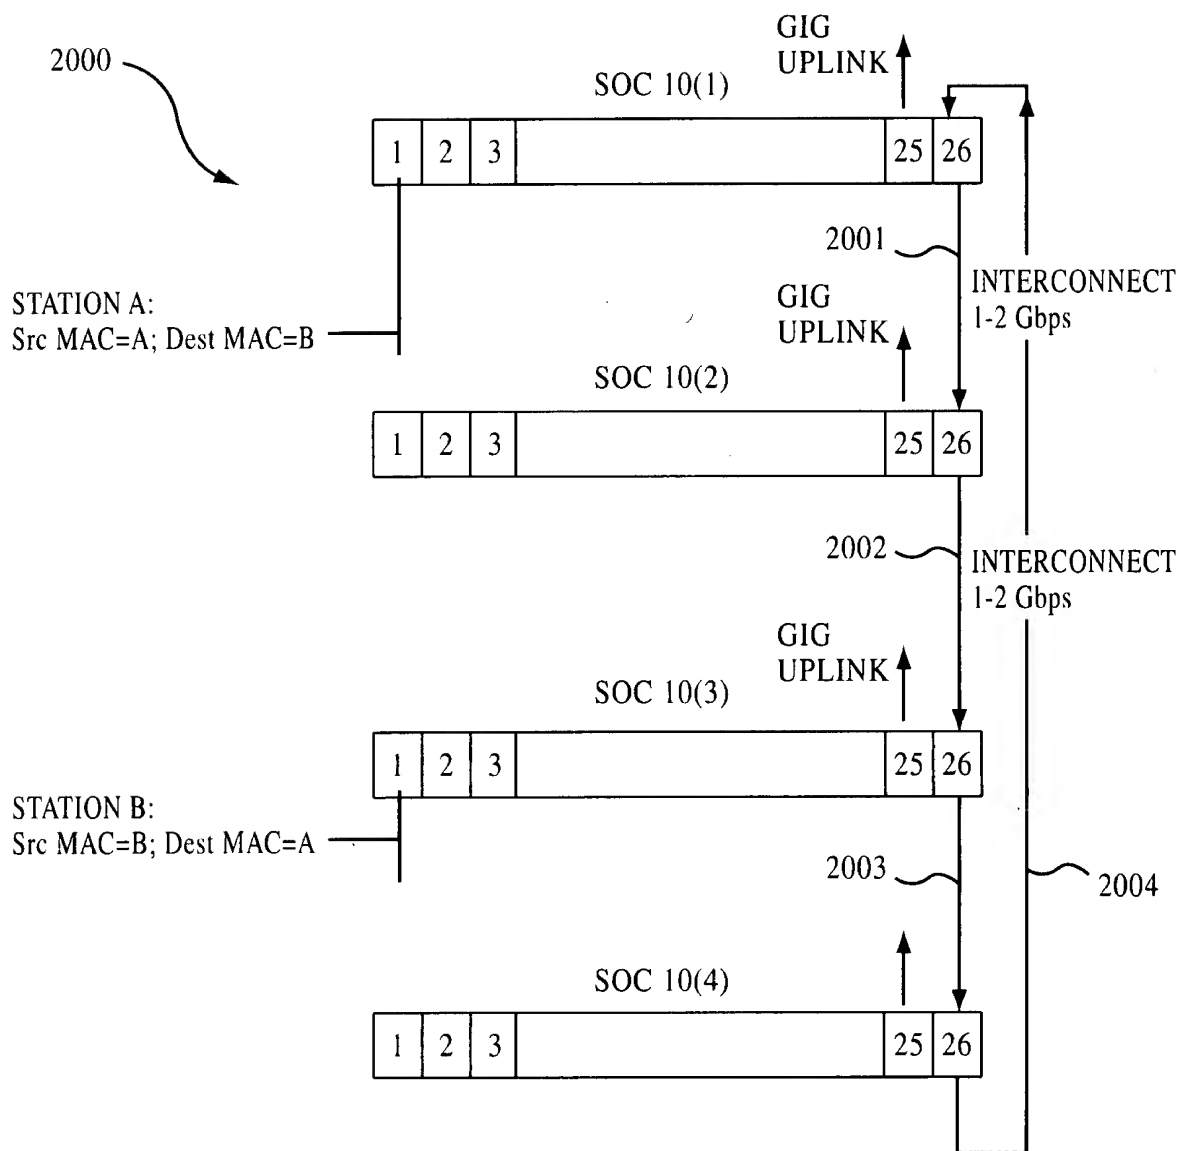 2000
GIG
UPLINK
SOC 10(1)
1 2 3 25 26
2001
INTERCONNECT
1-2 Gbps
STATION A:
Src MAC=A; Dest MAC=B
GIG
UPLINK
SOC 10(2)
1 2 3 25 26
2002
INTERCONNECT
1-2 Gbps
GIG
UPLINK
SOC 10(3)
1 2 3 25 26
STATION B:
Src MAC=B; Dest MAC=A
2003
2004
SOC 10(4)
1 2 3 25 26